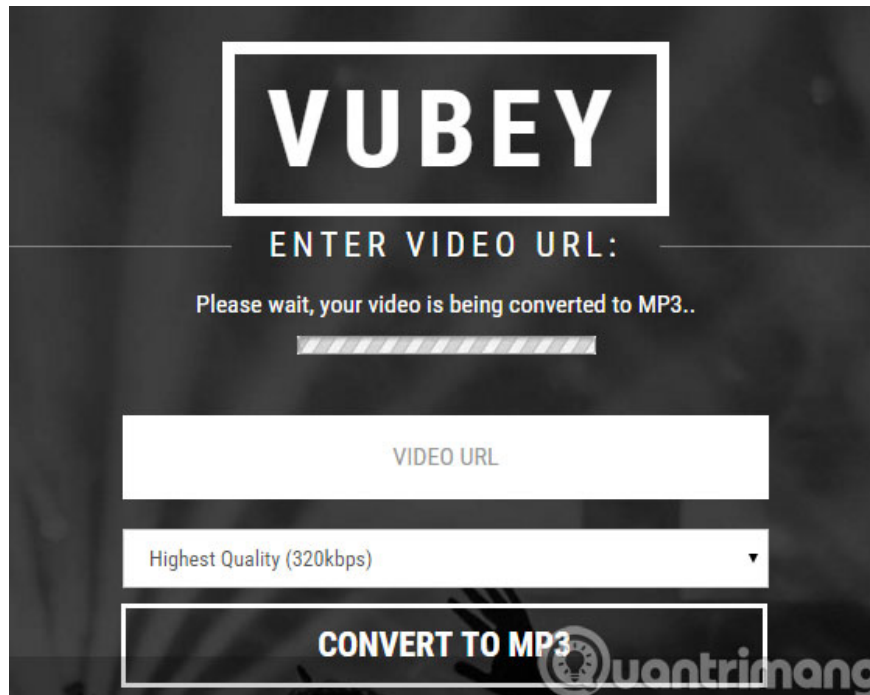 VUBEY
ENTER VIDEO URL:
Please wait, your video is being converted to MP3..
VIDEO URL
Highest Quality (320kbps)
CONVERT TO MP3
Quantrimang